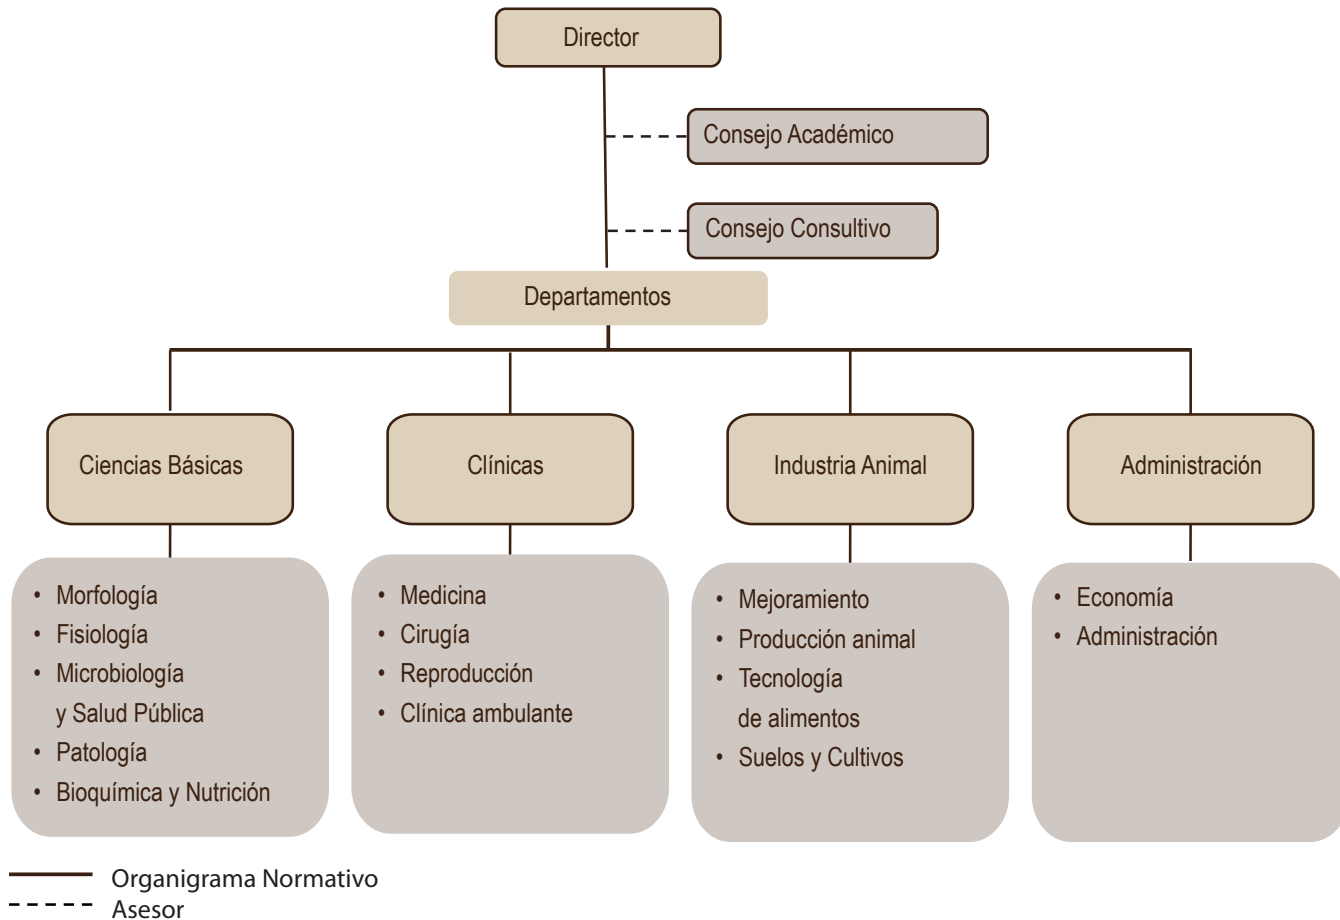 Director
Consejo Académico
Consejo Consultivo
Departamentos
Ciencias Básicas
Clínicas
Industria Animal
Administración
• Morfología
• Fisiología
• Microbiología
y Salud Pública
• Patología
• Bioquímica y Nutrición
• Medicina
• Cirugía
• Reproducción
• Clínica ambulante
• Mejoramiento
• Producción animal
• Tecnología
de alimentos
• Suelos y Cultivos
• Economía
• Administración
Organigrama Normativo
Asesor